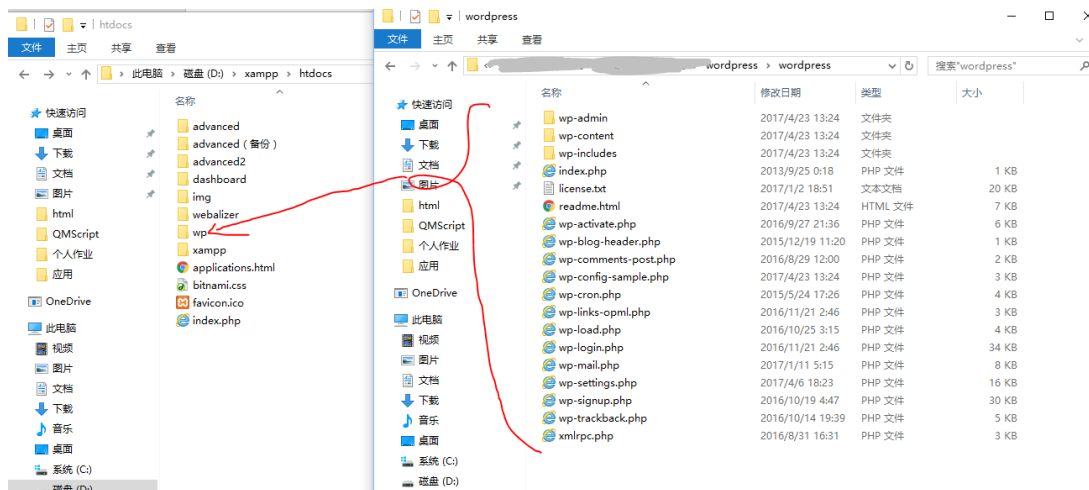 htdocs
文件 主页 共享 查看
此电脑 › 磁盘 (D:) › xampp › htdocs
名称
快速访问
桌面
下载
文档
图片
html
QMScript
个人作业
应用
OneDrive
此电脑
视频
图片
文档
下载
音乐
桌面
系统 (C:)
磁盘 (D:)
advanced
advanced（备份）
advanced2
dashboard
img
webalizer
wp
xampp
applications.html
bitnami.css
favicon.ico
index.php
wordpress
文件 主页 共享 查看
wordpress › wordpress
搜索"wordpress"
快速访问
桌面
下载
文档
图片
html
QMScript
个人作业
应用
OneDrive
此电脑
视频
图片
文档
下载
音乐
桌面
系统 (C:)
磁盘 (D:)
名称 修改日期 类型 大小
wp-admin 2017/4/23 13:24 文件夹
wp-content 2017/4/23 13:24 文件夹
wp-includes 2017/4/23 13:24 文件夹
index.php 2013/9/25 0:18 PHP 文件 1 KB
license.txt 2017/1/2 18:51 文本文档 20 KB
readme.html 2017/4/23 13:24 HTML 文件 7 KB
wp-activate.php 2016/9/27 21:36 PHP 文件 6 KB
wp-blog-header.php 2015/12/19 11:20 PHP 文件 1 KB
wp-comments-post.php 2016/8/29 12:00 PHP 文件 2 KB
wp-config-sample.php 2017/4/23 13:24 PHP 文件 3 KB
wp-cron.php 2015/5/24 17:26 PHP 文件 4 KB
wp-links-opml.php 2016/11/21 2:46 PHP 文件 3 KB
wp-load.php 2016/10/25 3:15 PHP 文件 4 KB
wp-login.php 2016/11/21 2:46 PHP 文件 34 KB
wp-mail.php 2017/1/11 5:15 PHP 文件 8 KB
wp-settings.php 2017/4/6 18:23 PHP 文件 16 KB
wp-signup.php 2016/10/19 4:47 PHP 文件 30 KB
wp-trackback.php 2016/10/14 19:39 PHP 文件 5 KB
xmlrpc.php 2016/8/31 16:31 PHP 文件 3 KB